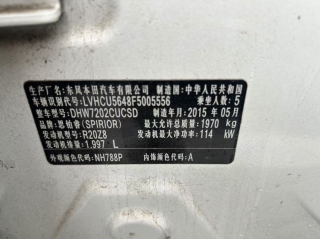 生产厂名:东风本田汽车有限公司 制造国:中华人民共和国
车辆识别代号:LVHCU5648F5005556 乘坐人数:5
整车型号:DHW7202CUCSD 制造年月:2015年05月
品牌:思铂睿(SPIRIOR) 最大允许总质量:1970 kg
发动机型号:R20Z8 发动机最大净功率:114 kW
发动机排量:1.997 L
外观颜色代码:NH788P 内饰颜色代码:A